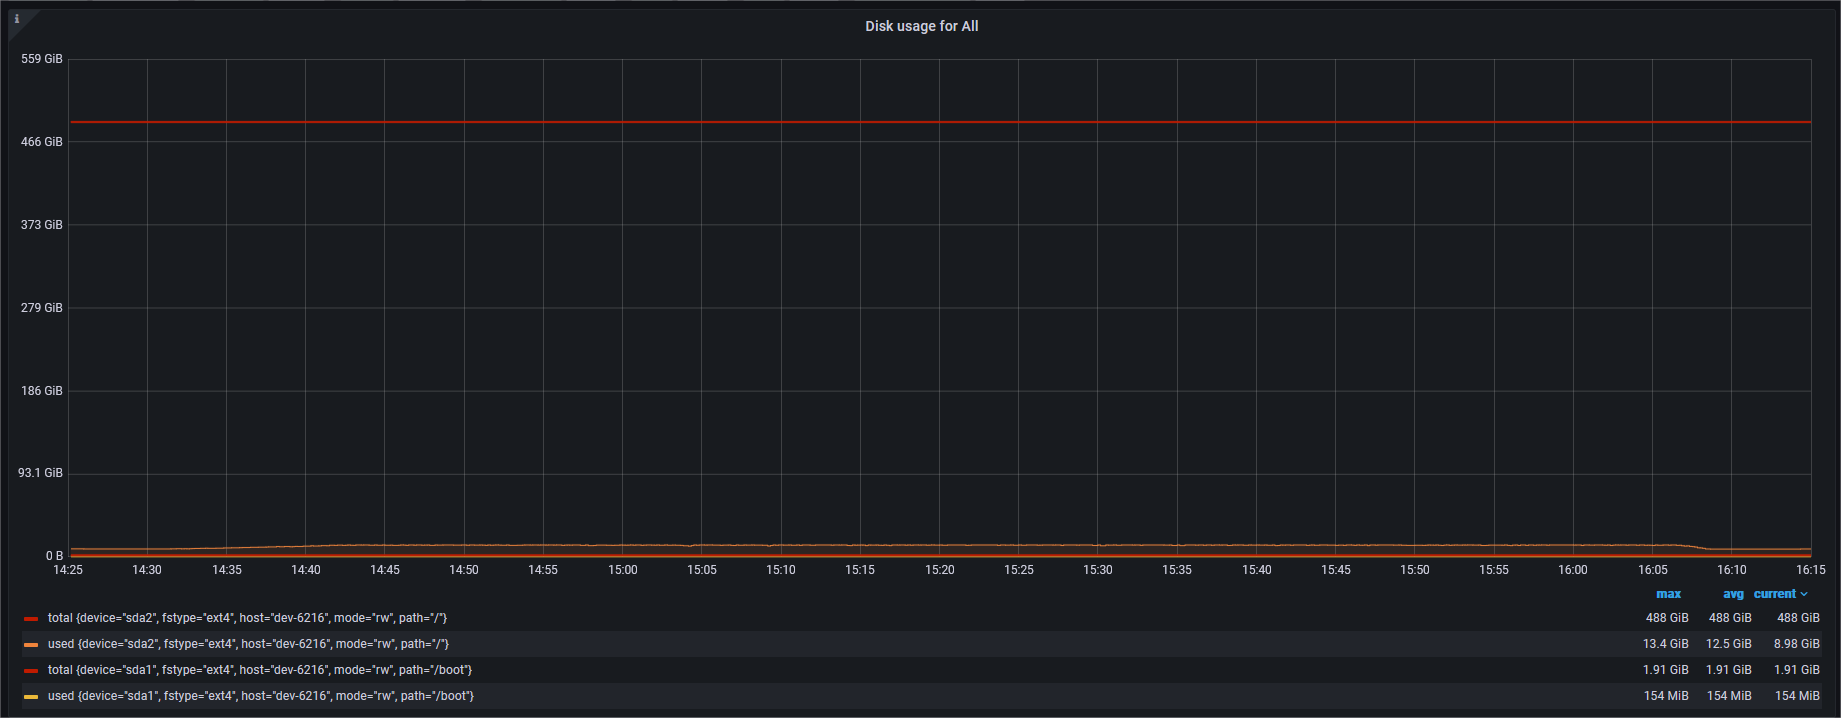 i
Disk usage for All
559 GiB
466 GiB
373 GiB
279 GiB
186 GiB
93.1 GiB
0 B
14:25 14:30 14:35 14:40 14:45 14:50 14:55 15:00 15:05 15:10 15:15 15:20 15:25 15:30 15:35 15:40 15:45 15:50 15:55 16:00 16:05 16:10 16:15
max avg current
total {device="sda2", fstype="ext4", host="dev-6216", mode="rw", path="/"} 488 GiB 488 GiB 488 GiB
used {device="sda2", fstype="ext4", host="dev-6216", mode="rw", path="/"} 13.4 GiB 12.5 GiB 8.98 GiB
total {device="sda1", fstype="ext4", host="dev-6216", mode="rw", path="/boot"} 1.91 GiB 1.91 GiB 1.91 GiB
used {device="sda1", fstype="ext4", host="dev-6216", mode="rw", path="/boot"} 154 MiB 154 MiB 154 MiB